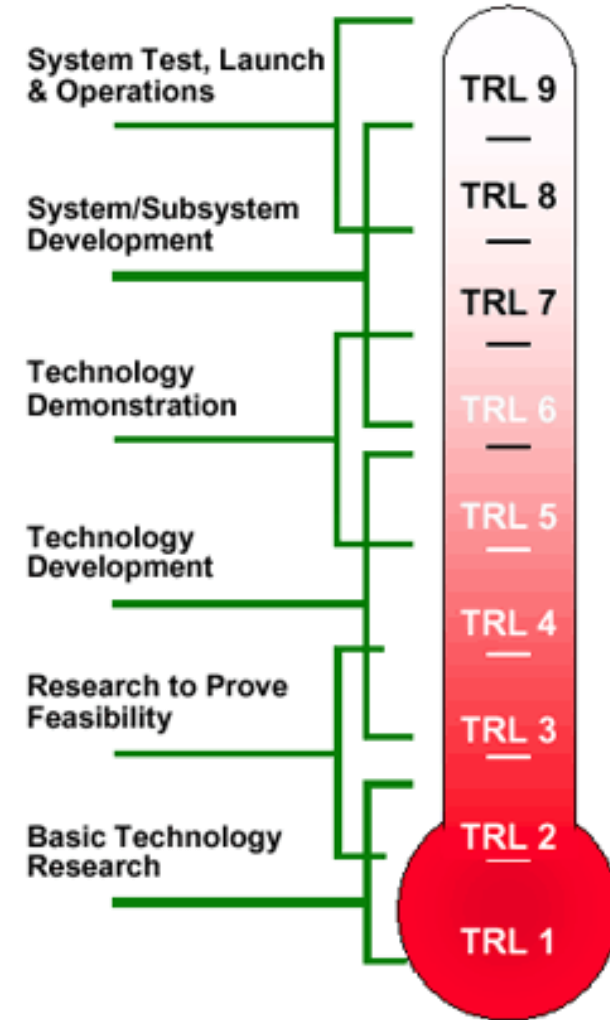 System Test, Launch
& Operations
System/Subsystem
Development
Technology
Demonstration
Technology
Development
Research to Prove
Feasibility
Basic Technology
Research
TRL 9
TRL 8
TRL 7
TRL 6
TRL 5
TRL 4
TRL 3
TRL 2
TRL 1